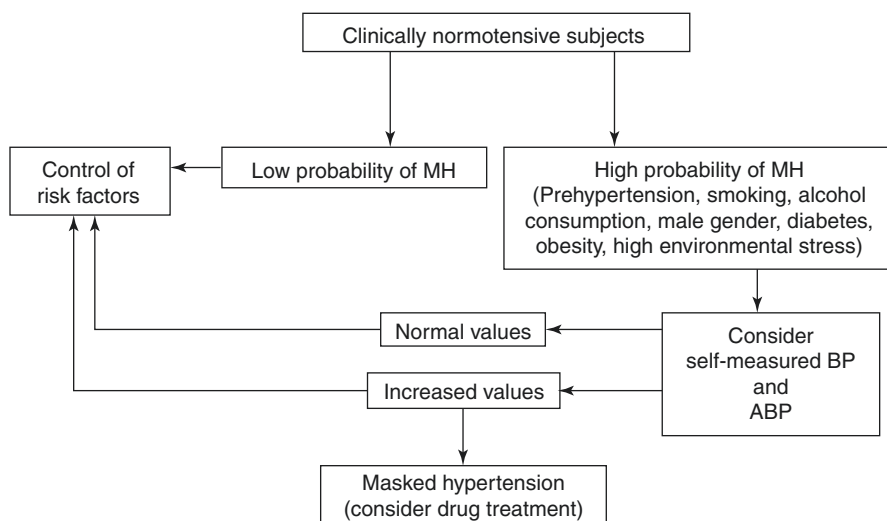 Clinically normotensive subjects
Control of
risk factors
Low probability of MH
High probability of MH
(Prehypertension, smoking, alcohol
consumption, male gender, diabetes,
obesity, high environmental stress)
Normal values
Consider
self-measured BP
and
ABP
Increased values
Masked hypertension
(consider drug treatment)